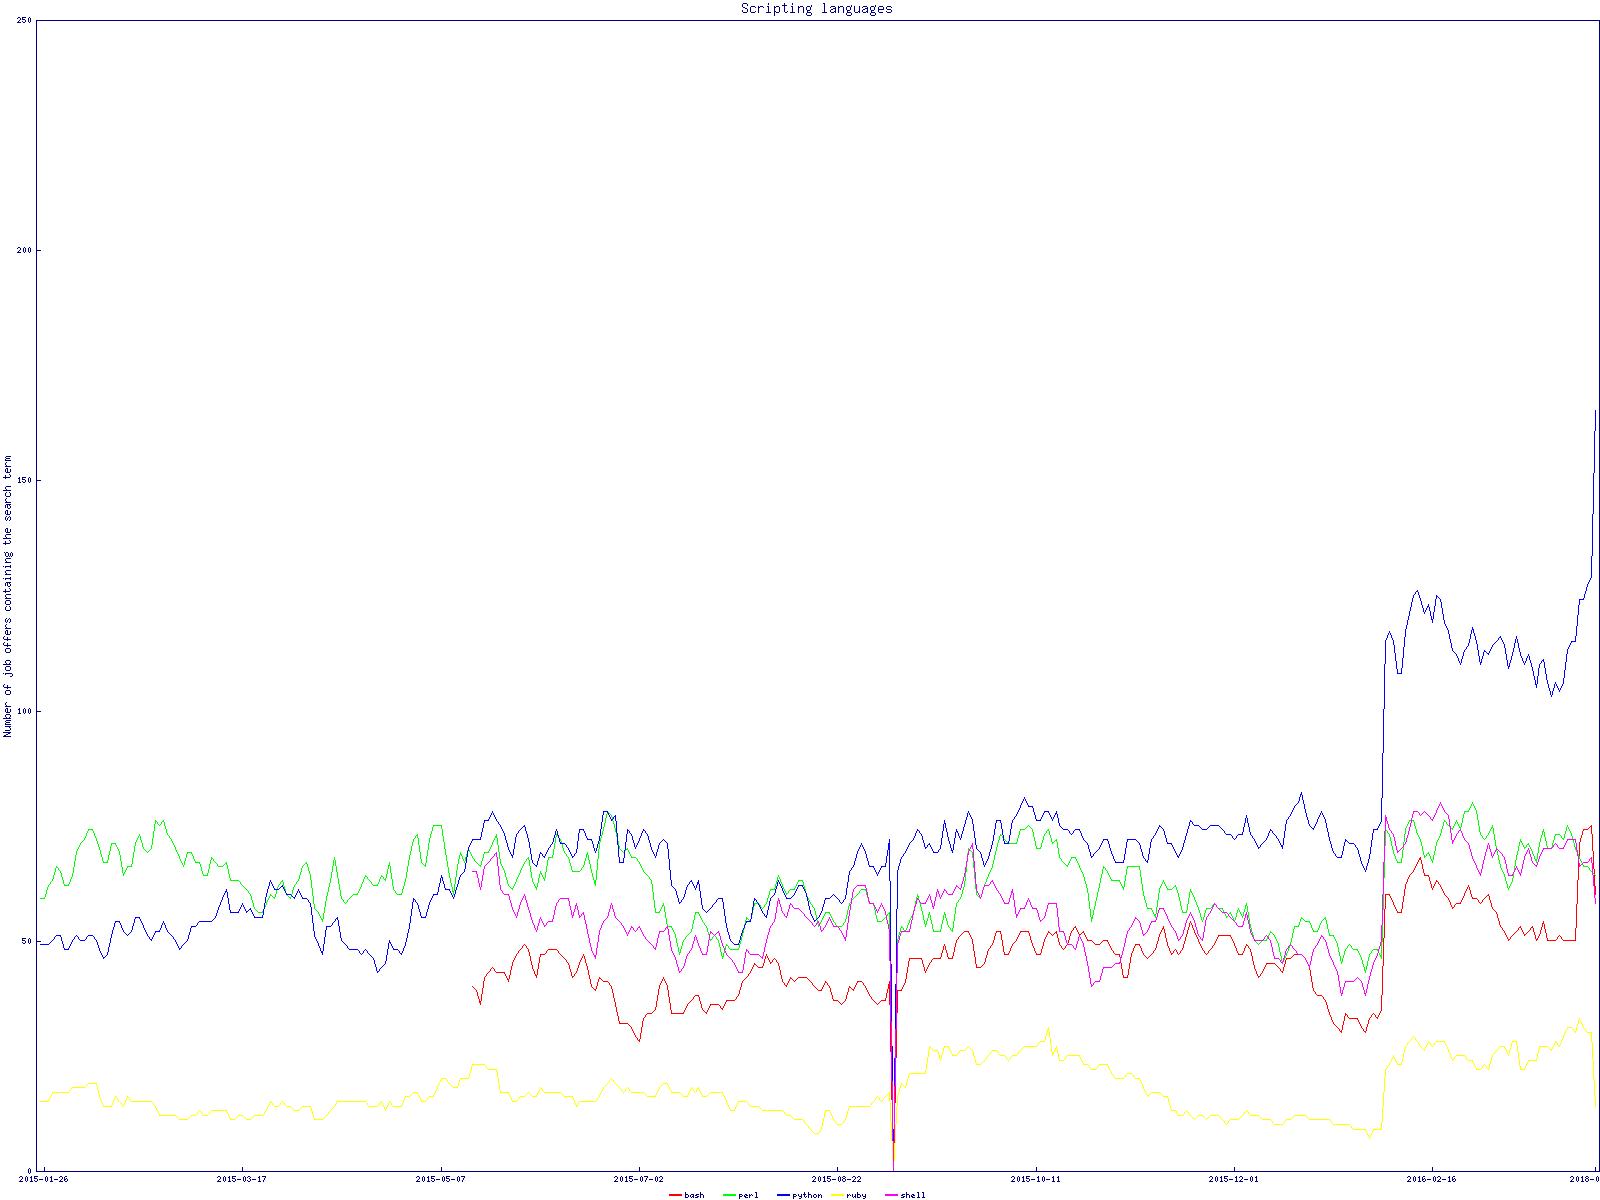 Scripting languages
250
200
150
100
50
0
Number of job offers containing the search term
2015-01-26 2015-03-17 2015-05-07 2015-07-02 2015-08-22 2015-10-11 2015-12-01 2016-02-16 2018-0
bash perl python ruby shell